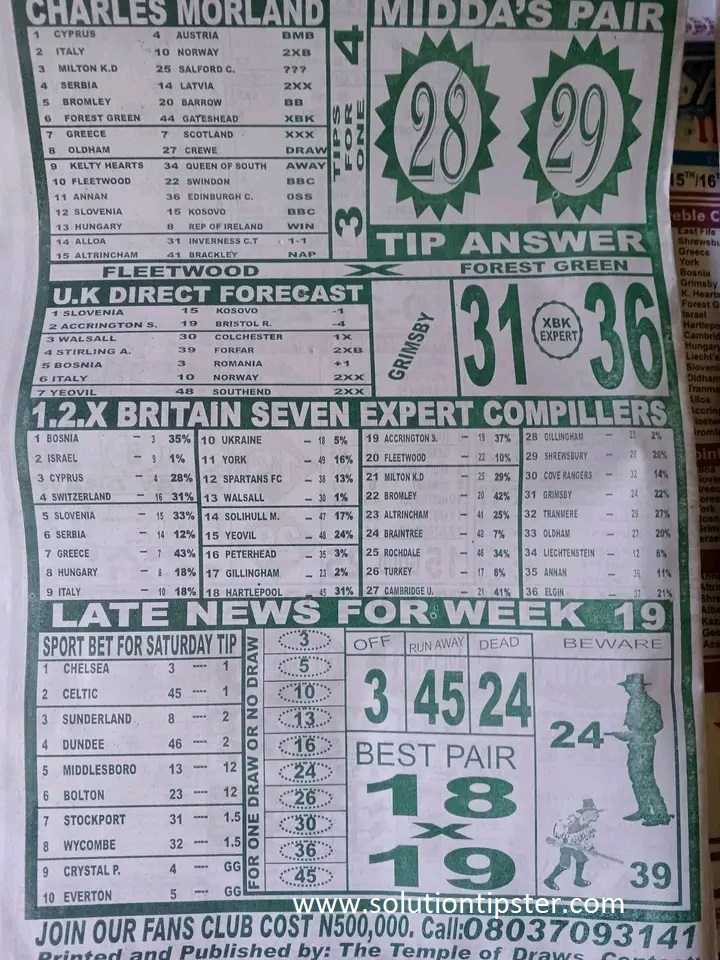 CHARLES MORLAND
1 CYPRUS 4 AUSTRIA BMB
2 ITALY 10 NORWAY 2XB
3 MILTON K.D 25 SALFORD C. ???
4 SERBIA 14 LATVIA 2XX
5 BROMLEY 20 BARROW BB
6 FOREST GREEN 44 GATESHEAD XBK
7 GREECE 7 SCOTLAND XXX
8 OLDHAM 27 CREWE DRAW
9 KELTY HEARTS 34 QUEEN OF SOUTH AWAY
10 FLEETWOOD 22 SWINDON BBC
11 ANNAN 36 EDINBURGH C. 0SS
12 SLOVENIA 15 KOSOVO BBC
13 HUNGARY 8 REP OF IRELAND WIN
14 ALLOA 31 INVERNESS C.T 1-1
15 ALTRINCHAM 41 BRACKLEY NAP
3 TIPS FOR ONE 4
MIDDA'S PAIR
28 29
TIP ANSWER
FLEETWOOD X FOREST GREEN
U.K DIRECT FORECAST
1 SLOVENIA 15 KOSOVO -1
2 ACCRINGTON S. 19 BRISTOL R. -4
3 WALSALL 30 COLCHESTER 1X
4 STIRLING A. 39 FORFAR 2XB
5 BOSNIA 3 ROMANIA +1
6 ITALY 10 NORWAY 2XX
7 YEOVIL 48 SOUTHEND 2XX
GRIMSBY
31 XBK EXPERT 36
1.2.X BRITAIN SEVEN EXPERT COMPILLERS
1 BOSNIA - 3 35%
2 ISRAEL - 9 1%
3 CYPRUS - 4 28%
4 SWITZERLAND - 16 31%
5 SLOVENIA - 15 33%
6 SERBIA - 14 12%
7 GREECE - 7 43%
8 HUNGARY - 8 18%
9 ITALY - 10 18%
10 UKRAINE - 18 5%
11 YORK - 49 16%
12 SPARTANS FC - 38 13%
13 WALSALL - 30 1%
14 SOLIHULL M. - 47 17%
15 YEOVIL - 48 24%
16 PETERHEAD - 35 3%
17 GILLINGHAM - 23 2%
18 HARTLEPOOL - 45 31%
19 ACCRINGTON S. - 19 37%
20 FLEETWOOD - 22 10%
21 MILTON K.D - 25 29%
22 BROMLEY - 20 42%
23 ALTRINCHAM - 41 25%
24 BRAINTREE - 42 7%
25 ROCHDALE - 46 34%
26 TURKEY - 17 6%
27 CAMBRIDGE U. - 21 41%
28 GILLINGHAM - 23 2%
29 SHREWSBURY - 28 26%
30 COVE RANGERS - 32 14%
31 GRIMSBY - 24 22%
32 TRANMERE - 29 27%
33 OLDHAM - 27 20%
34 LIECHTENSTEIN - 12 8%
35 ANNAN - 36 11%
36 ELGIN - 37 21%
LATE NEWS FOR WEEK 19
SPORT BET FOR SATURDAY TIP
1 CHELSEA 3 ---- 1
2 CELTIC 45 ---- 1
3 SUNDERLAND 8 ---- 2
4 DUNDEE 46 ---- 2
5 MIDDLESBORO 13 ---- 12
6 BOLTON 23 ---- 12
7 STOCKPORT 31 ---- 1.5
8 WYCOMBE 32 ---- 1.5
9 CRYSTAL P. 4 ---- GG
10 EVERTON 5 ---- GG
FOR ONE DRAW OR NO DRAW
3
5
10
13
16
24
26
30
36
45
OFF RUN AWAY DEAD
3 45 24
BEST PAIR
18
X
19
BEWARE
24
39
www.solutiontipster.com
JOIN OUR FANS CLUB COST N500,000. Call:08037093141
Printed and Published by: The Temple of Draws